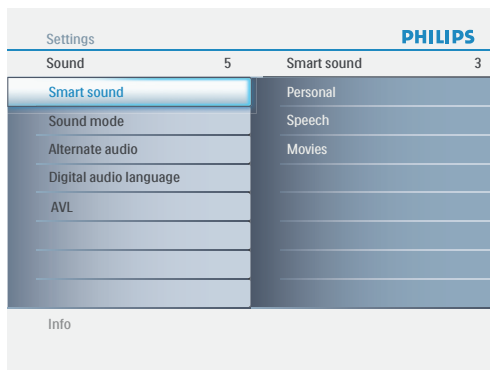 Settings
PHILIPS
Sound 5
Smart sound 3
Smart sound
Personal
Sound mode
Speech
Alternate audio
Movies
Digital audio language
AVL
Info